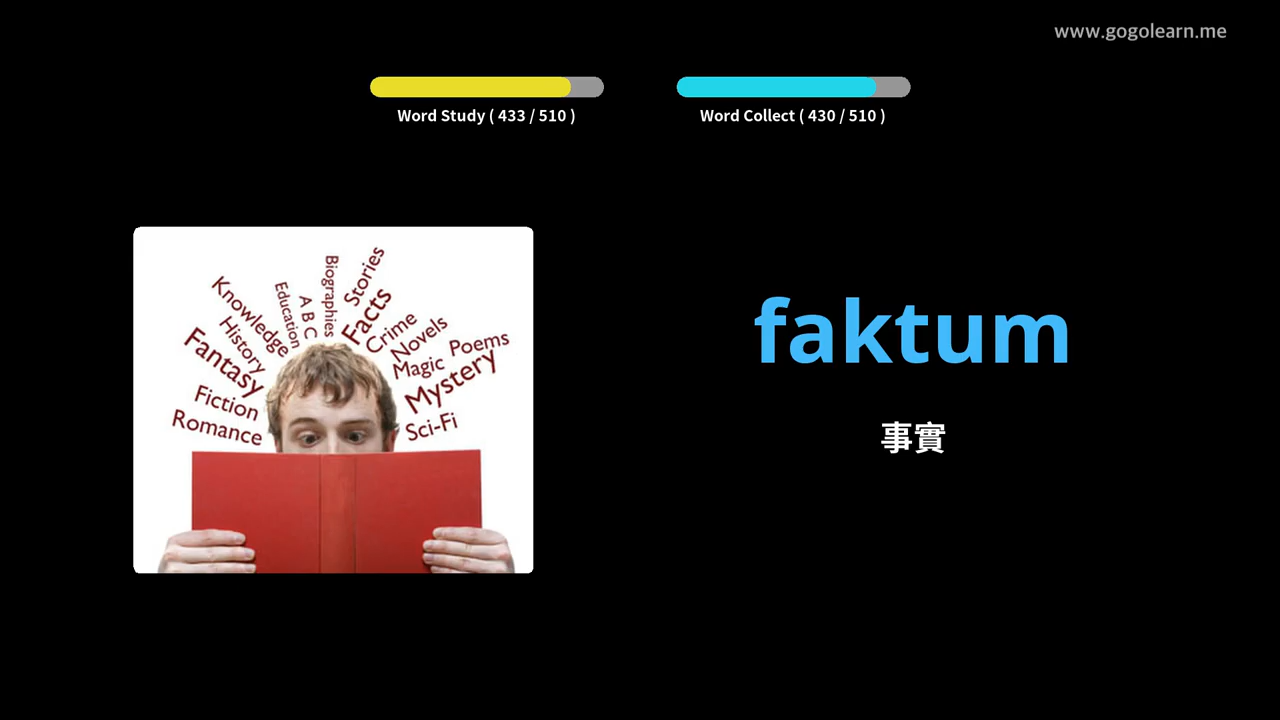 www.gogolearn.me
Word Study ( 433 / 510 )
Word Collect ( 430 / 510 )
Knowledge
Education
A B C
Biographies
Stories
Facts
Crime
Novels
Poems
History
Magic
Fantasy
Mystery
Fiction
Romance
Sci-Fi
faktum
事實